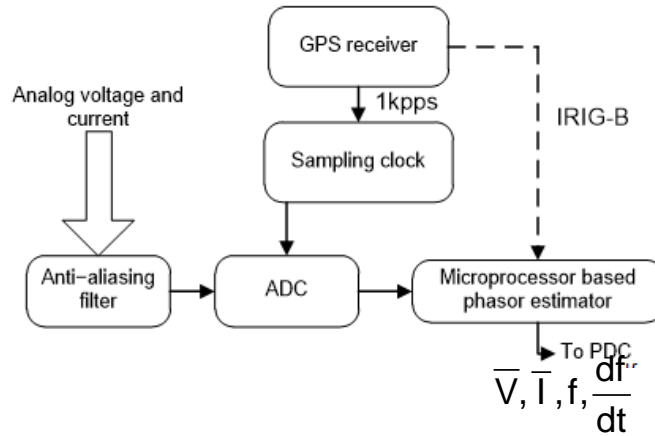 GPS receiver
Analog voltage and
current
1kpps
IRIG-B
Sampling clock
Anti-aliasing
filter
ADC
Microprocessor based
phasor estimator
To PDC
V̅, I̅, f, df/dt